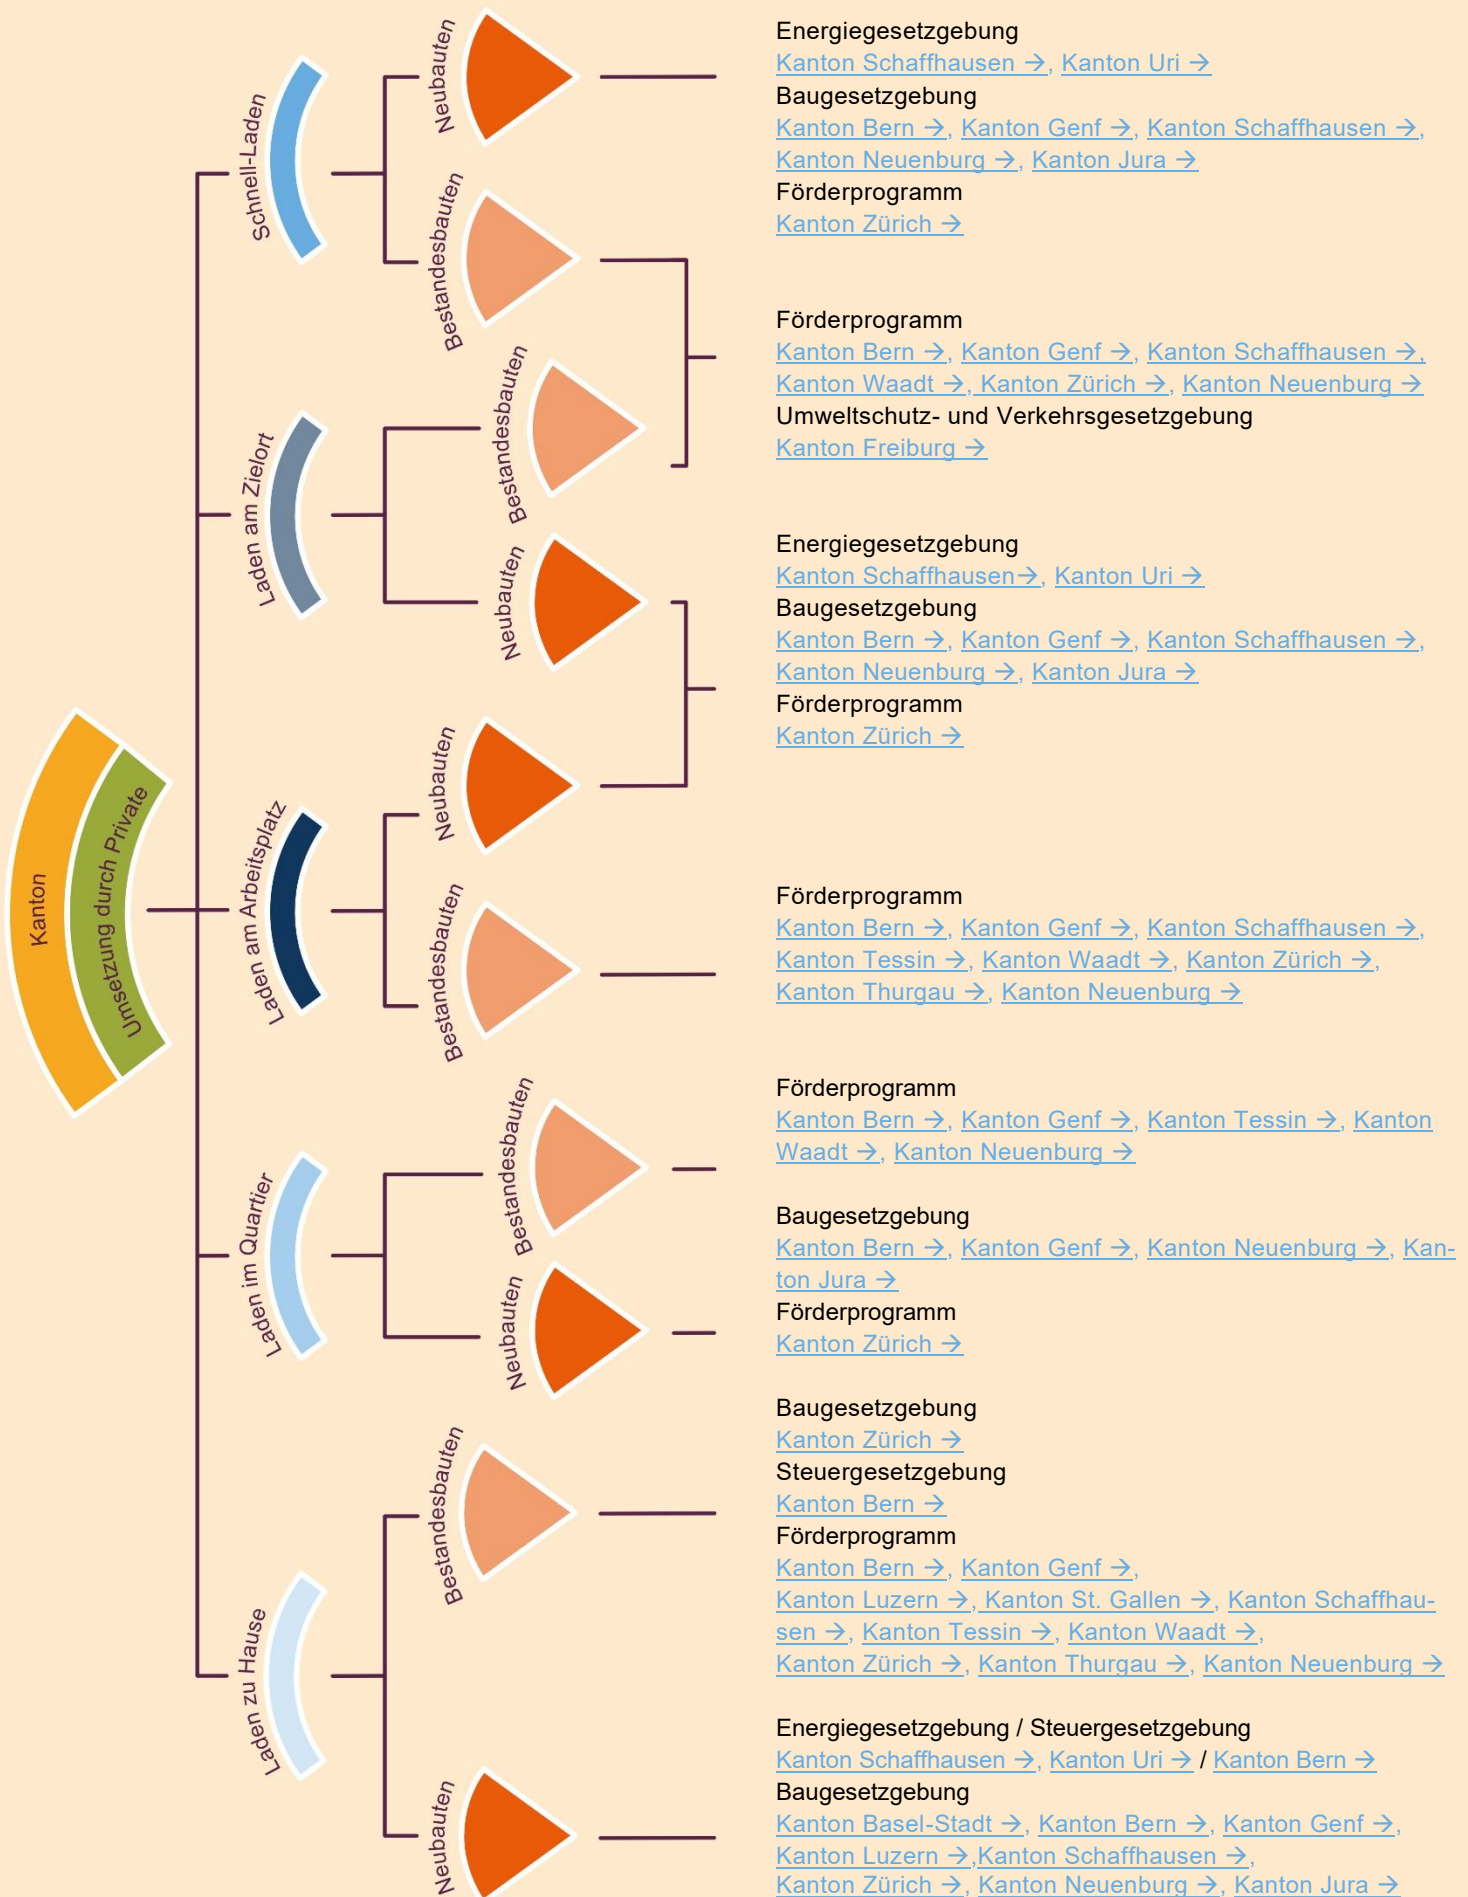 Kanton
Umsetzung durch Private
Schnell-Laden
Neubauten
Energiegesetzgebung
Kanton Schaffhausen →, Kanton Uri →
Baugesetzgebung
Kanton Bern →, Kanton Genf →, Kanton Schaffhausen →,
Kanton Neuenburg →, Kanton Jura →
Förderprogramm
Kanton Zürich →
Bestandesbauten
Laden am Zielort
Bestandesbauten
Förderprogramm
Kanton Bern →, Kanton Genf →, Kanton Schaffhausen →,
Kanton Waadt →, Kanton Zürich →, Kanton Neuenburg →
Umweltschutz- und Verkehrsgesetzgebung
Kanton Freiburg →
Neubauten
Laden am Arbeitsplatz
Neubauten
Energiegesetzgebung
Kanton Schaffhausen→, Kanton Uri →
Baugesetzgebung
Kanton Bern →, Kanton Genf →, Kanton Schaffhausen →,
Kanton Neuenburg →, Kanton Jura →
Förderprogramm
Kanton Zürich →
Bestandesbauten
Förderprogramm
Kanton Bern →, Kanton Genf →, Kanton Schaffhausen →,
Kanton Tessin →, Kanton Waadt →, Kanton Zürich →,
Kanton Thurgau →, Kanton Neuenburg →
Laden im Quartier
Bestandesbauten
Förderprogramm
Kanton Bern →, Kanton Genf →, Kanton Tessin →, Kanton
Waadt →, Kanton Neuenburg →
Neubauten
Baugesetzgebung
Kanton Bern →, Kanton Genf →, Kanton Neuenburg →, Kan-
ton Jura →
Förderprogramm
Kanton Zürich →
Laden zu Hause
Bestandesbauten
Baugesetzgebung
Kanton Zürich →
Steuergesetzgebung
Kanton Bern →
Förderprogramm
Kanton Bern →, Kanton Genf →,
Kanton Luzern →, Kanton St. Gallen →, Kanton Schaffhau-
sen →, Kanton Tessin →, Kanton Waadt →,
Kanton Zürich →, Kanton Thurgau →, Kanton Neuenburg →
Neubauten
Energiegesetzgebung / Steuergesetzgebung
Kanton Schaffhausen →, Kanton Uri → / Kanton Bern →
Baugesetzgebung
Kanton Basel-Stadt →, Kanton Bern →, Kanton Genf →,
Kanton Luzern →,Kanton Schaffhausen →,
Kanton Zürich →, Kanton Neuenburg →, Kanton Jura →